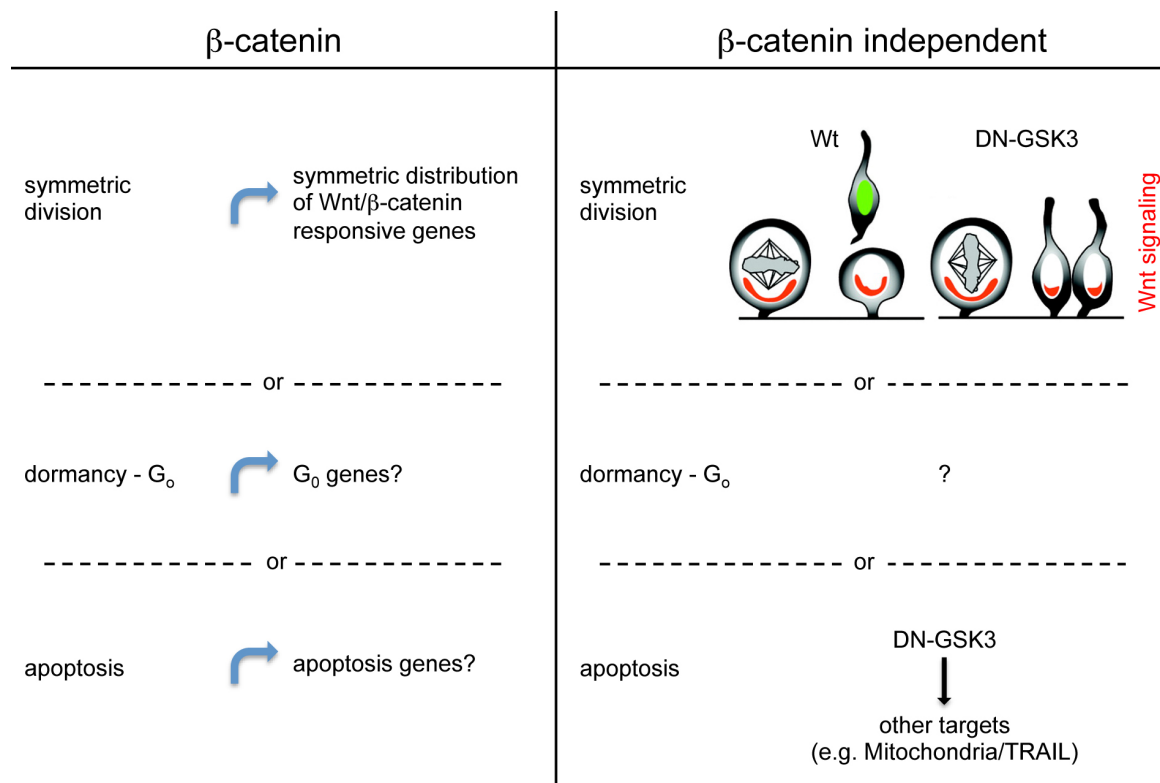 β-catenin
β-catenin independent
symmetric
division
symmetric distribution
of Wnt/β-catenin
responsive genes
symmetric
division
Wt
DN-GSK3
Wnt signaling
or
or
dormancy - Go
G0 genes?
dormancy - Go
?
or
or
apoptosis
apoptosis genes?
apoptosis
DN-GSK3
other targets
(e.g. Mitochondria/TRAIL)